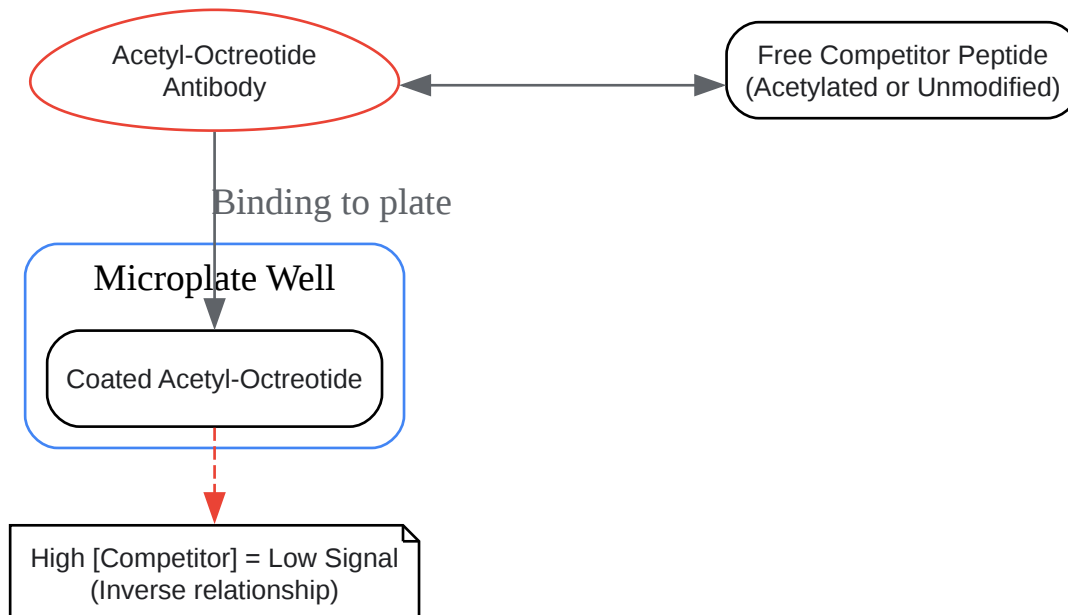 Acetyl-Octreotide
Antibody
Free Competitor Peptide
(Acetylated or Unmodified)
Binding to plate
Microplate Well
Coated Acetyl-Octreotide
High [Competitor] = Low Signal
(Inverse relationship)